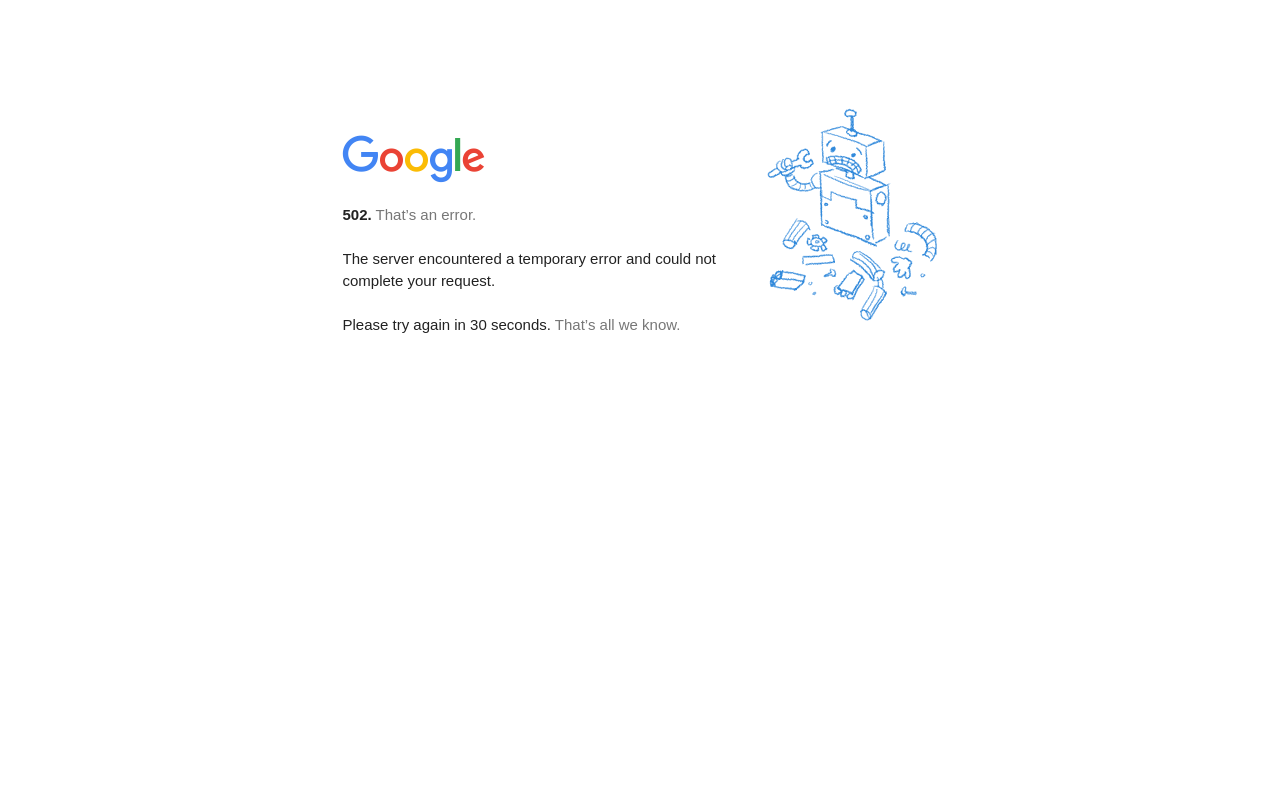 Google
502. That’s an error.
The server encountered a temporary error and could not
complete your request.
Please try again in 30 seconds. That’s all we know.